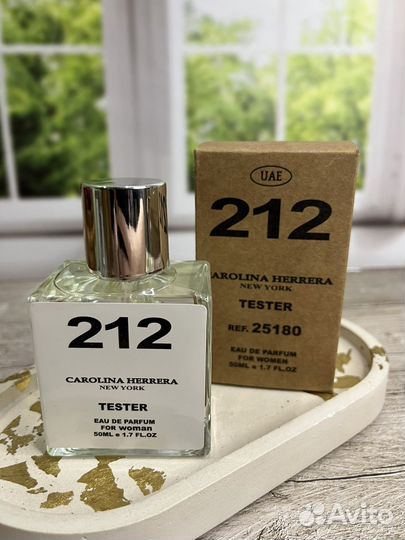 UAE
212
CAROLINA HERRERA
NEW YORK
TESTER
REF. 25180
EAU DE PARFUM
FOR WOMEN
50ML e 1.7 FL.OZ
212
CAROLINA HERRERA
NEW YORK
TESTER
EAU DE PARFUM
FOR woman
50ML e 1.7 FL.OZ
Avito